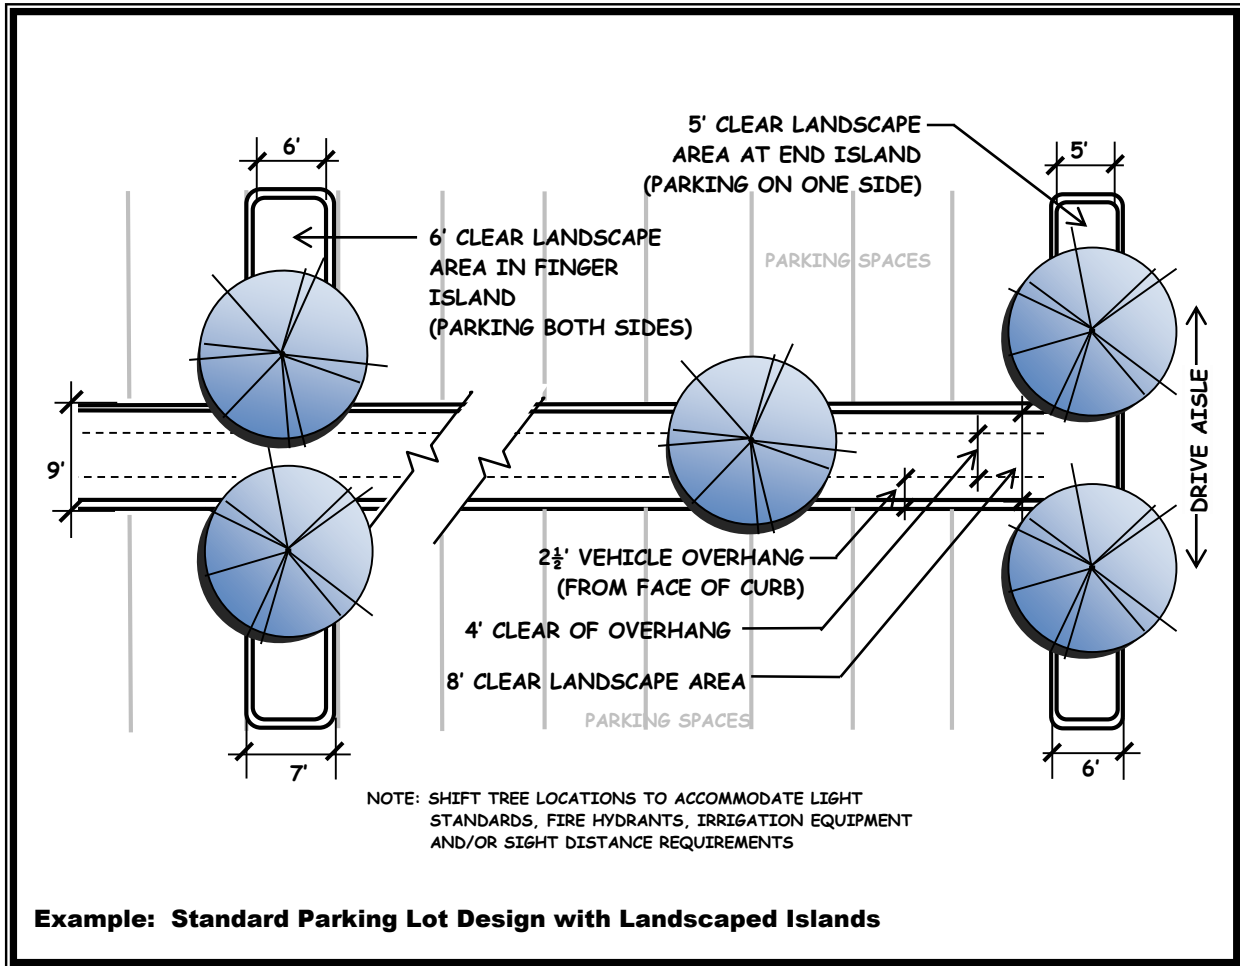 6'
5' CLEAR LANDSCAPE
AREA AT END ISLAND
(PARKING ON ONE SIDE)
5'
6' CLEAR LANDSCAPE
AREA IN FINGER
ISLAND
(PARKING BOTH SIDES)
PARKING SPACES
DRIVE AISLE
9'
2½' VEHICLE OVERHANG
(FROM FACE OF CURB)
4' CLEAR OF OVERHANG
8' CLEAR LANDSCAPE AREA
PARKING SPACES
7'
6'
NOTE: SHIFT TREE LOCATIONS TO ACCOMMODATE LIGHT
STANDARDS, FIRE HYDRANTS, IRRIGATION EQUIPMENT
AND/OR SIGHT DISTANCE REQUIREMENTS
Example: Standard Parking Lot Design with Landscaped Islands